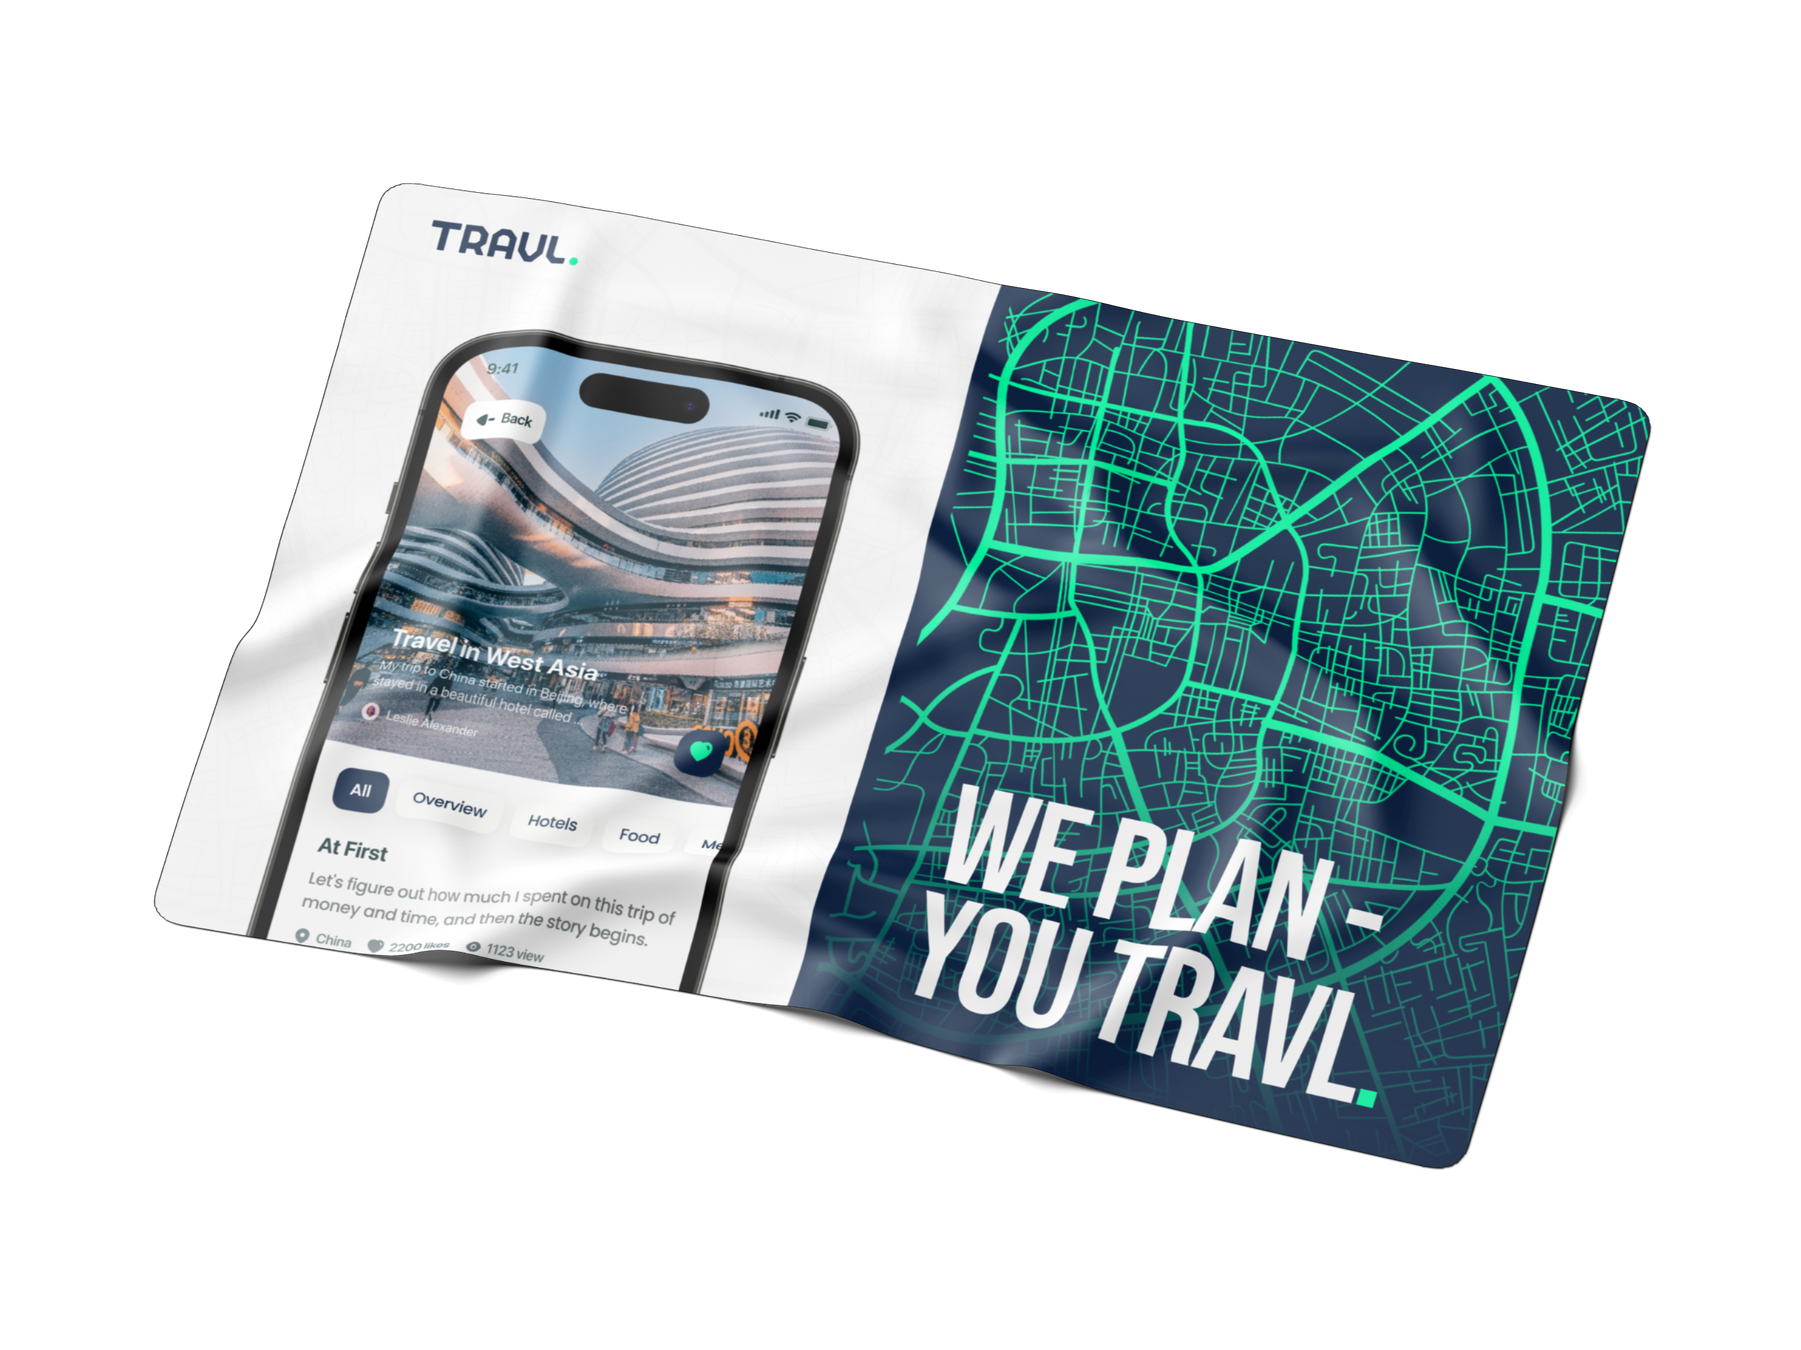 TRAVL.
9:41
Back
Travel in West Asia
My trip to China started in Beijing, where I
stayed in a beautiful hotel called
Leslie Alexander
All
Overview
Hotels
Food
Me
At First
Let's figure out how much I spent on this trip of
money and time, and then the story begins.
China
2200 likes
1123 view
WE PLAN -
YOU TRAVL.